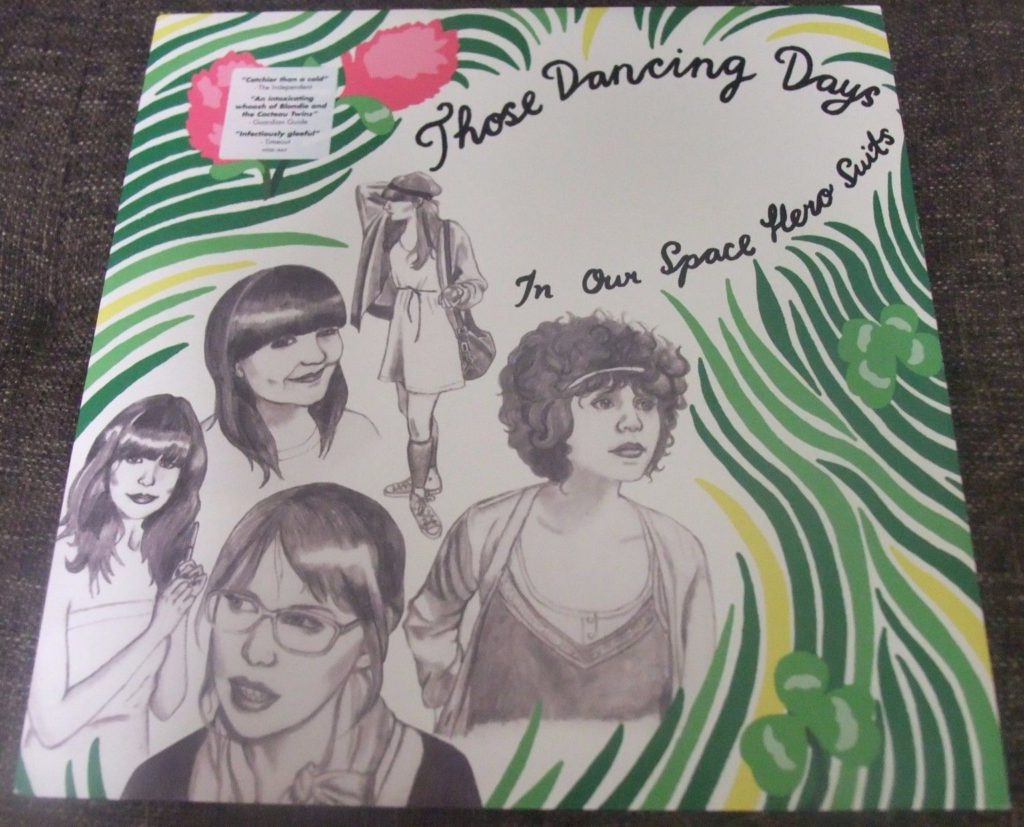 "Catchier than a cold"
The Independent
"An intoxicating
whoosh of Blondie and
the Cocteau Twins"
- Guardian Guide
"Infectiously gleeful"
- Timeout
Those Dancing Days
In Our Space Hero Suits